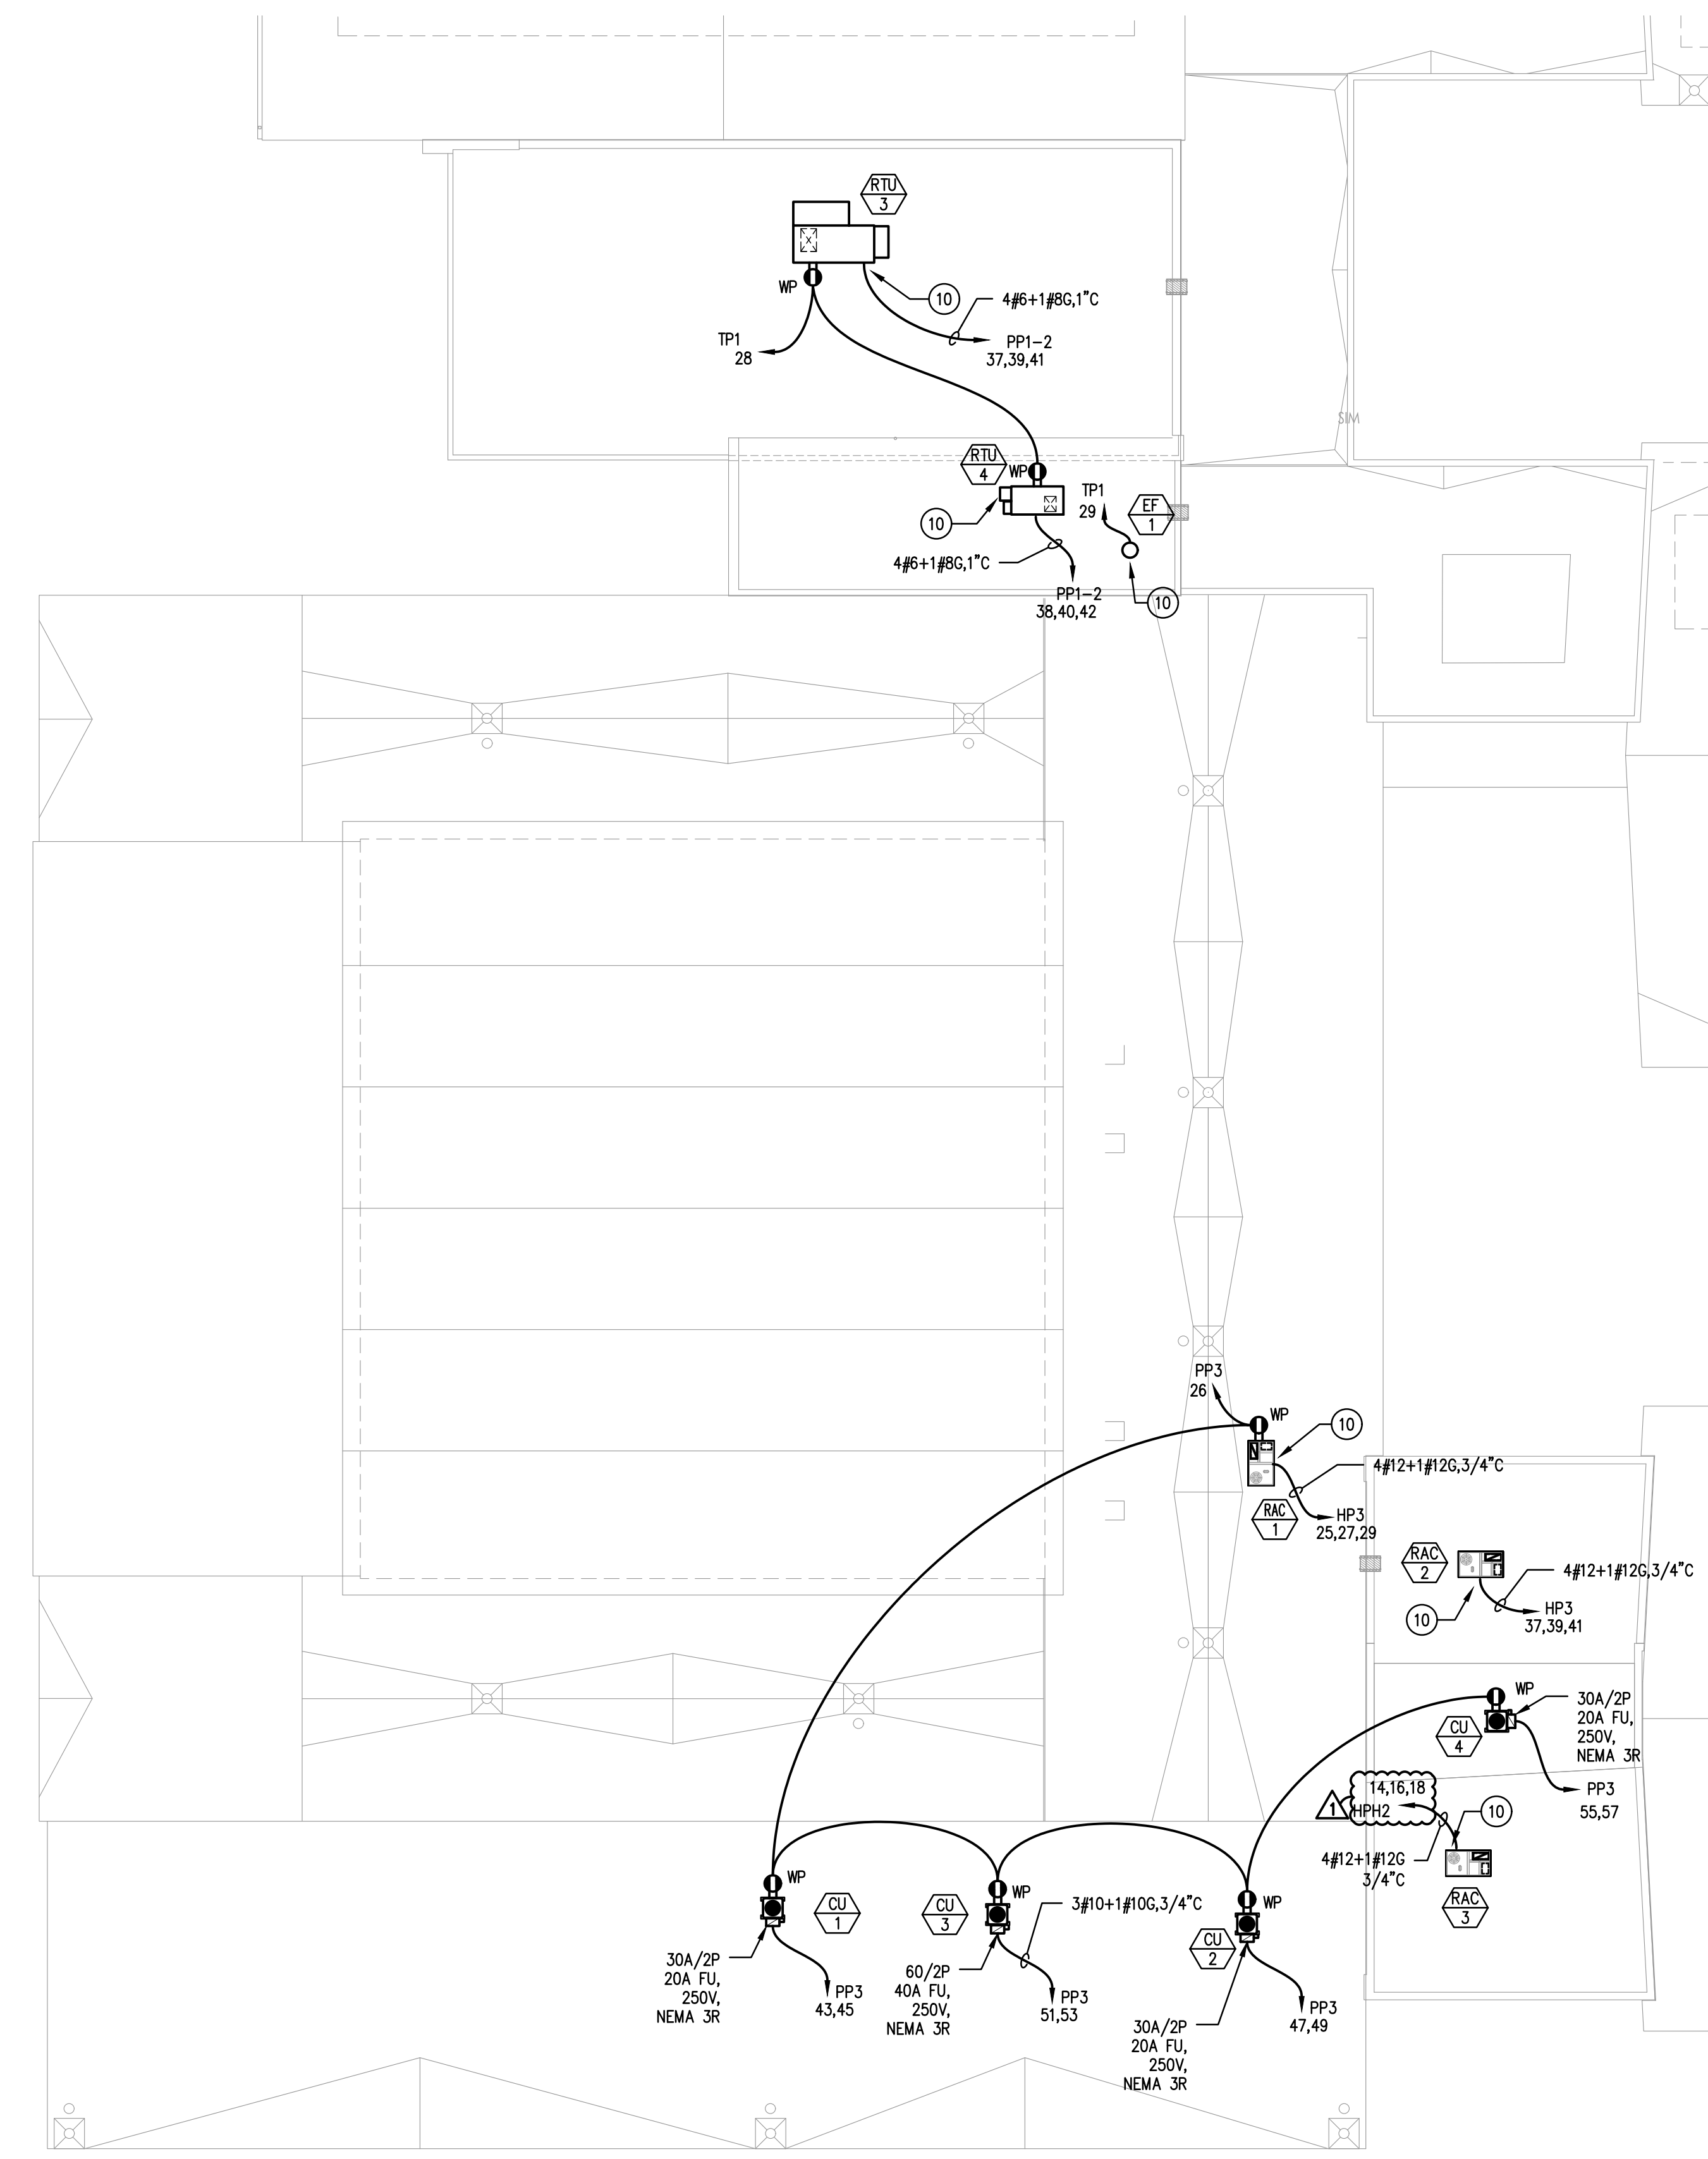 RTU
3
WP
10
4#6+1#8G,1"C
TP1
28
PP1-2
37,39,41
SIM
RTU
4
WP
TP1
29
EF
1
10
4#6+1#8G,1"C
PP1-2
38,40,42
10
PP3
26
WP
10
4#12+1#12G,3/4"C
RAC
1
HP3
25,27,29
RAC
2
4#12+1#12G,3/4"C
10
HP3
37,39,41
WP
30A/2P
20A FU,
250V,
NEMA 3R
CU
4
PP3
55,57
14,16,18
1
HPH2
10
4#12+1#12G
3/4"C
RAC
3
WP
CU
1
30A/2P
20A FU,
250V,
NEMA 3R
PP3
43,45
WP
CU
3
3#10+1#10G,3/4"C
60/2P
40A FU,
250V,
NEMA 3R
PP3
51,53
WP
CU
2
30A/2P
20A FU,
250V,
NEMA 3R
PP3
47,49
X